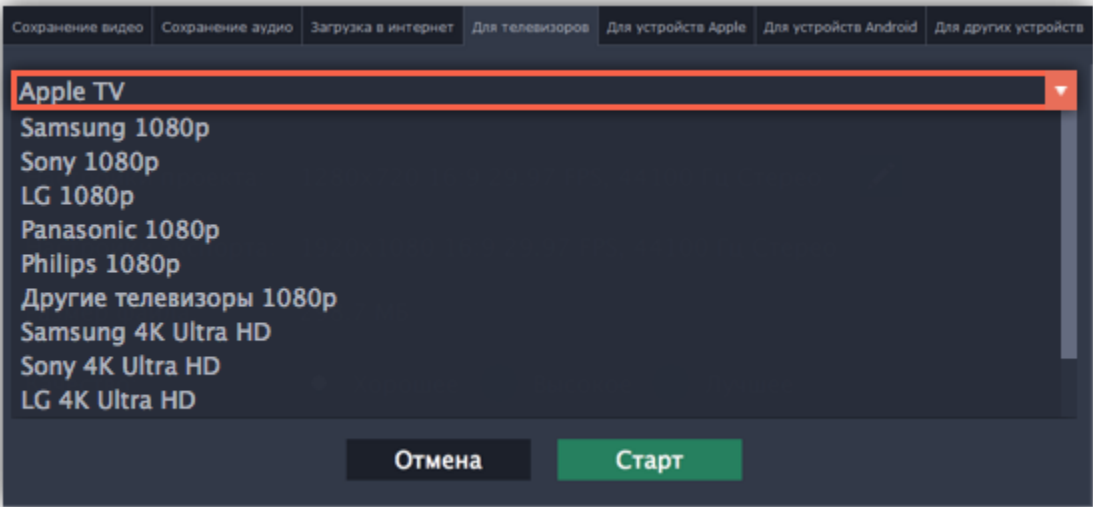 Сохранение видео Сохранение аудио Загрузка в интернет Для телевизоров Для устройств Apple Для устройств Android Для других устройств
Apple TV
Samsung 1080p
Sony 1080p
LG 1080p
Panasonic 1080p
Philips 1080p
Другие телевизоры 1080p
Samsung 4K Ultra HD
Sony 4K Ultra HD
LG 4K Ultra HD
Отмена Старт